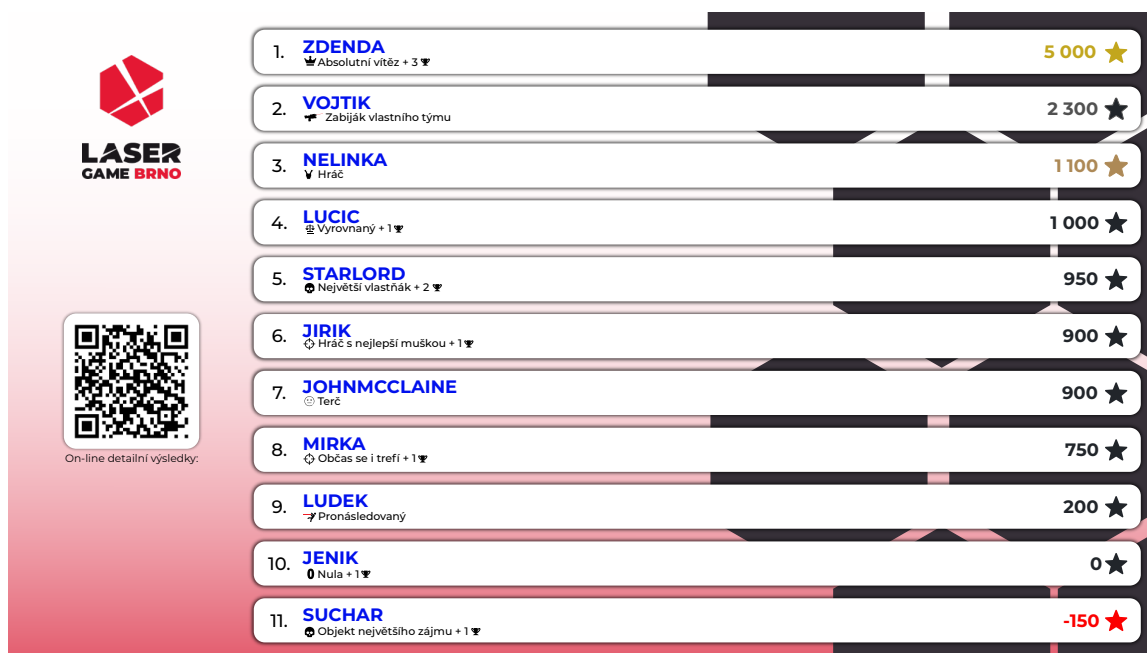 LASER
GAME BRNO
On-line detailní výsledky:
1. ZDENDA 5 000
Absolutní vítěz + 3
2. VOJTIK 2 300
Zabiják vlastního týmu
3. NELINKA 1 100
Hráč
4. LUCIC 1 000
Vyrovnaný + 1
5. STARLORD 950
Největší vlastňák + 2
6. JIRIK 900
Hráč s nejlepší muškou + 1
7. JOHNMCCLAINE 900
Terč
8. MIRKA 750
Občas se i trefí + 1
9. LUDEK 200
Pronásledovaný
10. JENIK 0
Nula + 1
11. SUCHAR -150
Objekt největšího zájmu + 1